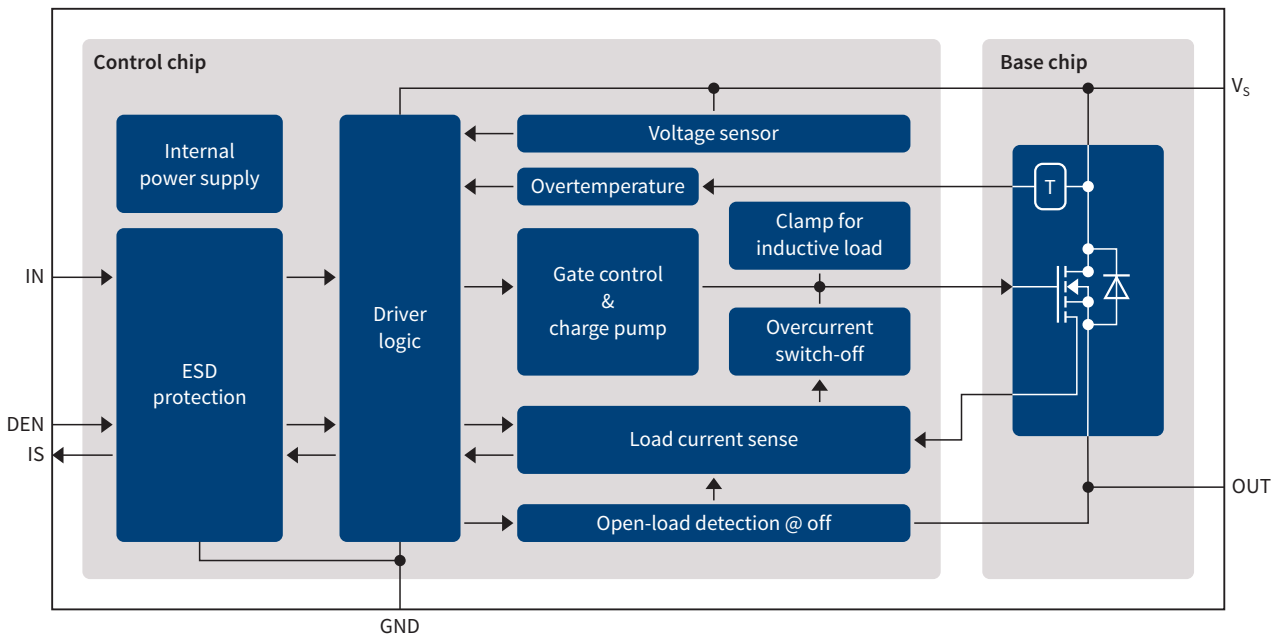 Control chip
Base chip
V_S
Internal
power supply
Voltage sensor
Overtemperature
T
Clamp for
inductive load
IN
Gate control
&
charge pump
Driver
logic
Overcurrent
switch-off
ESD
protection
DEN
IS
Load current sense
OUT
Open-load detection @ off
GND